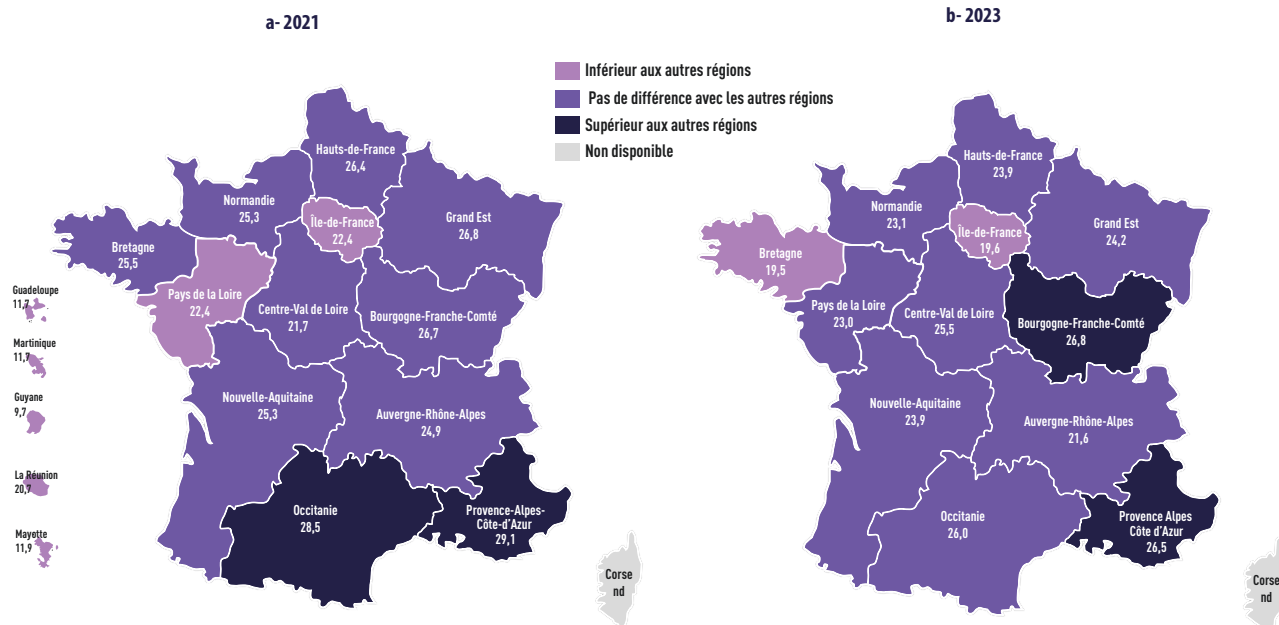 a- 2021
b- 2023
Inférieur aux autres régions
Pas de différence avec les autres régions
Supérieur aux autres régions
Non disponible
Hauts-de-France
26,4
Normandie
25,3
Île-de-France
22,4
Grand Est
26,8
Bretagne
25,5
Pays de la Loire
22,4
Centre-Val de Loire
21,7
Bourgogne-Franche-Comté
26,7
Nouvelle-Aquitaine
25,3
Auvergne-Rhône-Alpes
24,9
Occitanie
28,5
Provence-Alpes-
Côte-d'Azur
29,1
Corse
nd
Guadeloupe
11,7
Martinique
11,7
Guyane
9,7
La Réunion
20,7
Mayotte
11,9
Hauts-de-France
23,9
Normandie
23,1
Île-de-France
19,6
Grand Est
24,2
Bretagne
19,5
Pays de la Loire
23,0
Centre-Val de Loire
25,5
Bourgogne-Franche-Comté
26,8
Nouvelle-Aquitaine
23,9
Auvergne-Rhône-Alpes
21,6
Occitanie
26,0
Provence Alpes
Côte d'Azur
26,5
Corse
nd